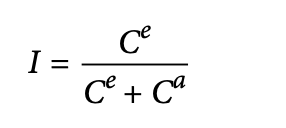 I = C^e / (C^e + C^a)